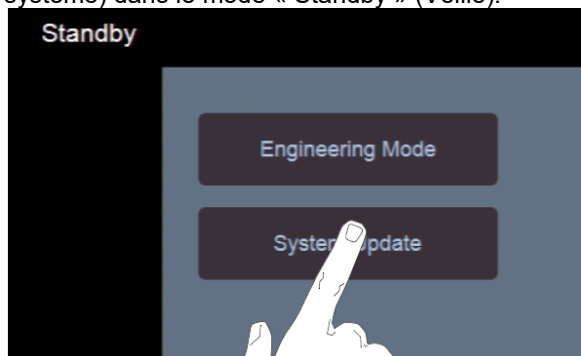 système) dans le mode « Standby » (Veille).
Standby
Engineering Mode
System Update